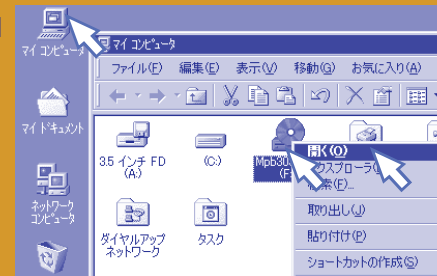 マイ コンピュータ
マイ ドキュメント
ネットワーク
コンピュータ
マイ コンピュータ
ファイル(F) 編集(E) 表示(V) 移動(G) お気に入り(A)
3.5 インチ FD
(A:)
(C:)
Mpb30
(F:
ダイヤルアップ
ネットワーク
タスク
開く(O)
クスプローラ(
検索(F)...
取り出し(J)
貼り付け(P)
ショートカットの作成(S)